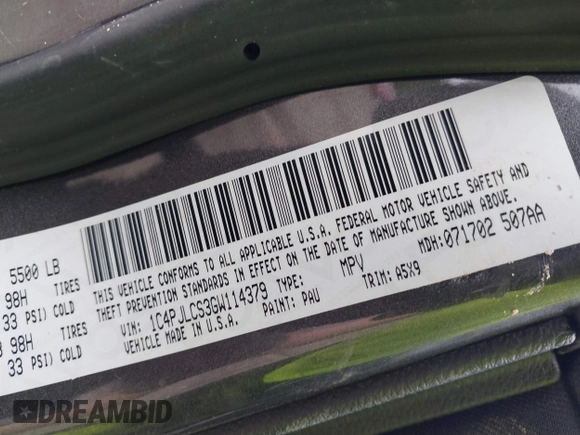 5500 LB
98H TIRES
33 PSI) COLD
98H TIRES
33 PSI) COLD
THIS VEHICLE CONFORMS TO ALL APPLICABLE U.S.A. FEDERAL MOTOR VEHICLE SAFETY AND
THEFT PREVENTION STANDARDS IN EFFECT ON THE DATE OF MANUFACTURE SHOWN ABOVE.
VIN: 1C4PJLCS3GW114379 TYPE: MPV MDH: 071702 507AA
VEHICLE MADE IN U.S.A. PAINT: PAU TRIM: A5X9
DREAMBID